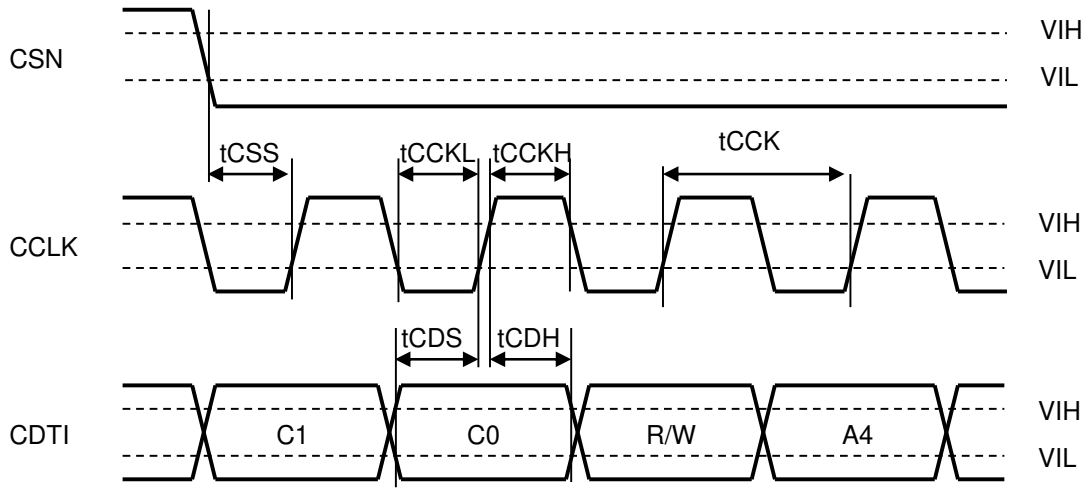 CSN
VIH
VIL
tCSS
tCCKL
tCCKH
tCCK
CCLK
VIH
VIL
tCDS
tCDH
CDTI
C1
C0
R/W
A4
VIH
VIL